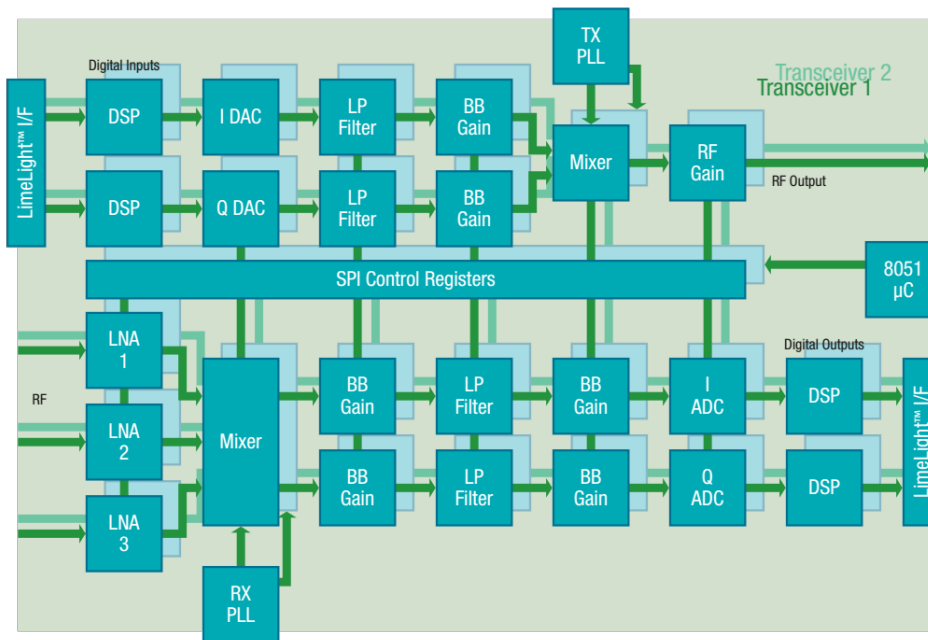 TX
PLL
Transceiver 2
Transceiver 1
Digital Inputs
LimeLight™ I/F
DSP
I DAC
LP
Filter
BB
Gain
Mixer
RF
Gain
RF Output
DSP
Q DAC
LP
Filter
BB
Gain
SPI Control Registers
8051
µC
LNA
1
RF
LNA
2
LNA
3
Mixer
BB
Gain
LP
Filter
BB
Gain
I
ADC
Digital Outputs
DSP
LimeLight™ I/F
BB
Gain
LP
Filter
BB
Gain
Q
ADC
DSP
RX
PLL